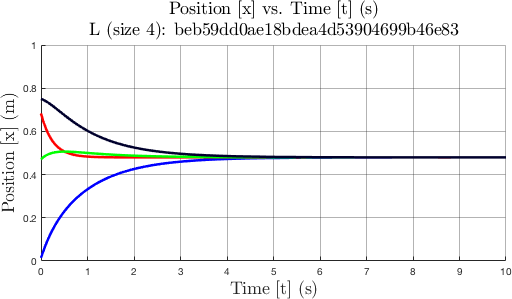 Position [x] vs. Time [t] (s)
L (size 4): beb59dd0ae18bdea4d53904699b46e83
Position [x] (m)
1
0.8
0.6
0.4
0.2
0
0 1 2 3 4 5 6 7 8 9 10
Time [t] (s)